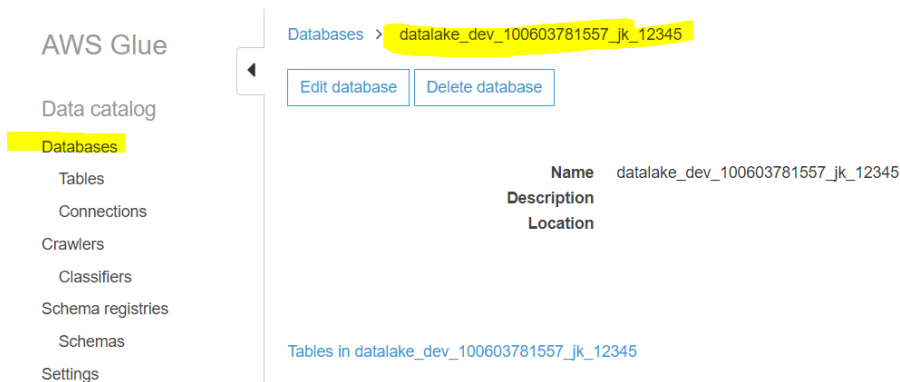 AWS Glue
Data catalog
Databases
Tables
Connections
Crawlers
Classifiers
Schema registries
Schemas
Settings
Databases > datalake_dev_100603781557_jk_12345
Edit database Delete database
Name datalake_dev_100603781557_jk_12345
Description
Location
Tables in datalake_dev_100603781557_jk_12345